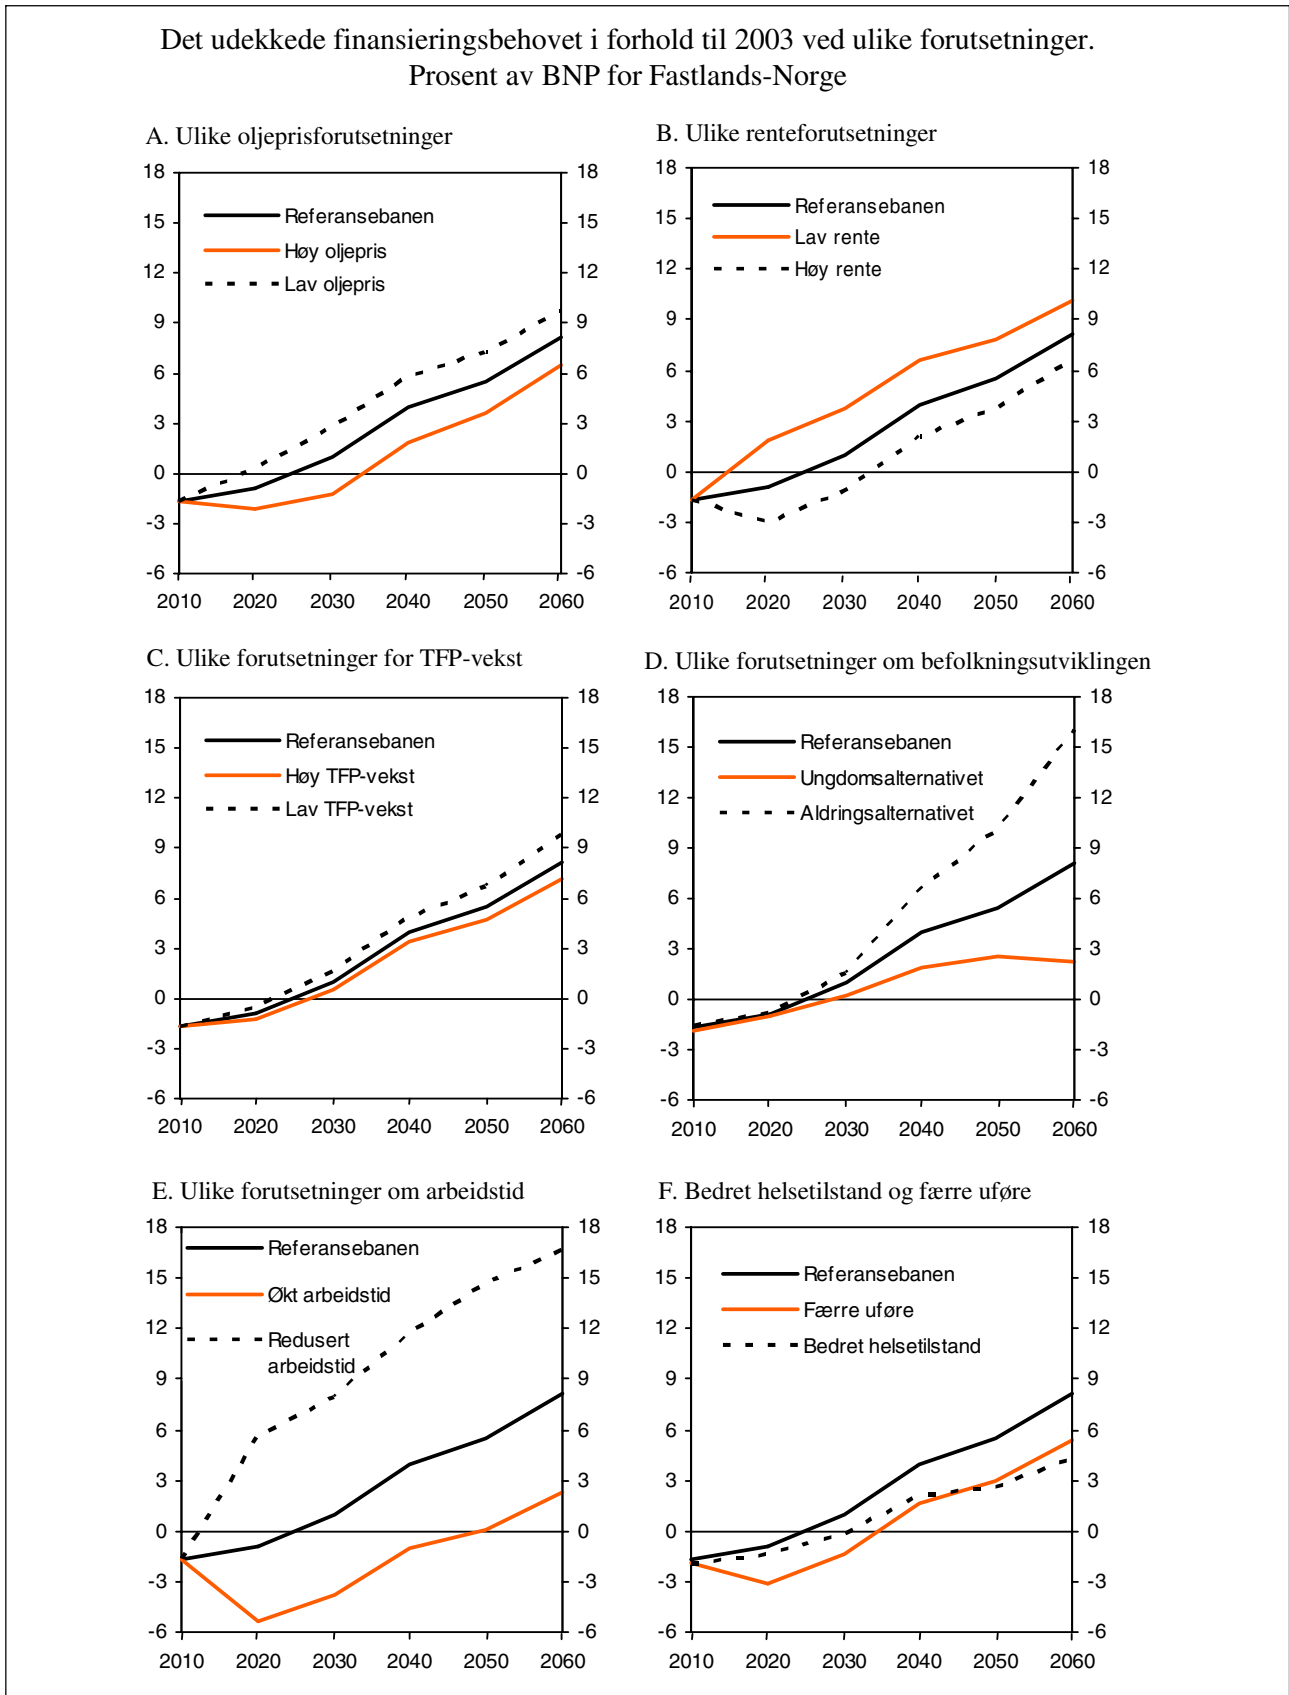 Det udekkede finansieringsbehovet i forhold til 2003 ved ulike forutsetninger.
Prosent av BNP for Fastlands-Norge
A. Ulike oljeprisforutsetninger
18 18
15 15
12 12
9 9
6 6
3 3
0 0
-3 -3
-6 -6
Referansebanen
Høy oljepris
Lav oljepris
2010 2020 2030 2040 2050 2060
B. Ulike renteforutsetninger
18 18
15 15
12 12
9 9
6 6
3 3
0 0
-3 -3
-6 -6
Referansebanen
Lav rente
Høy rente
2010 2020 2030 2040 2050 2060
C. Ulike forutsetninger for TFP-vekst
18 18
15 15
12 12
9 9
6 6
3 3
0 0
-3 -3
-6 -6
Referansebanen
Høy TFP-vekst
Lav TFP-vekst
2010 2020 2030 2040 2050 2060
D. Ulike forutsetninger om befolkningsutviklingen
18 18
15 15
12 12
9 9
6 6
3 3
0 0
-3 -3
-6 -6
Referansebanen
Ungdomsalternativet
Aldringsalternativet
2010 2020 2030 2040 2050 2060
E. Ulike forutsetninger om arbeidstid
18 18
15 15
12 12
9 9
6 6
3 3
0 0
-3 -3
-6 -6
Referansebanen
Økt arbeidstid
Redusert
arbeidstid
2010 2020 2030 2040 2050 2060
F. Bedret helsetilstand og færre uføre
18 18
15 15
12 12
9 9
6 6
3 3
0 0
-3 -3
-6 -6
Referansebanen
Færre uføre
Bedret helsetilstand
2010 2020 2030 2040 2050 2060